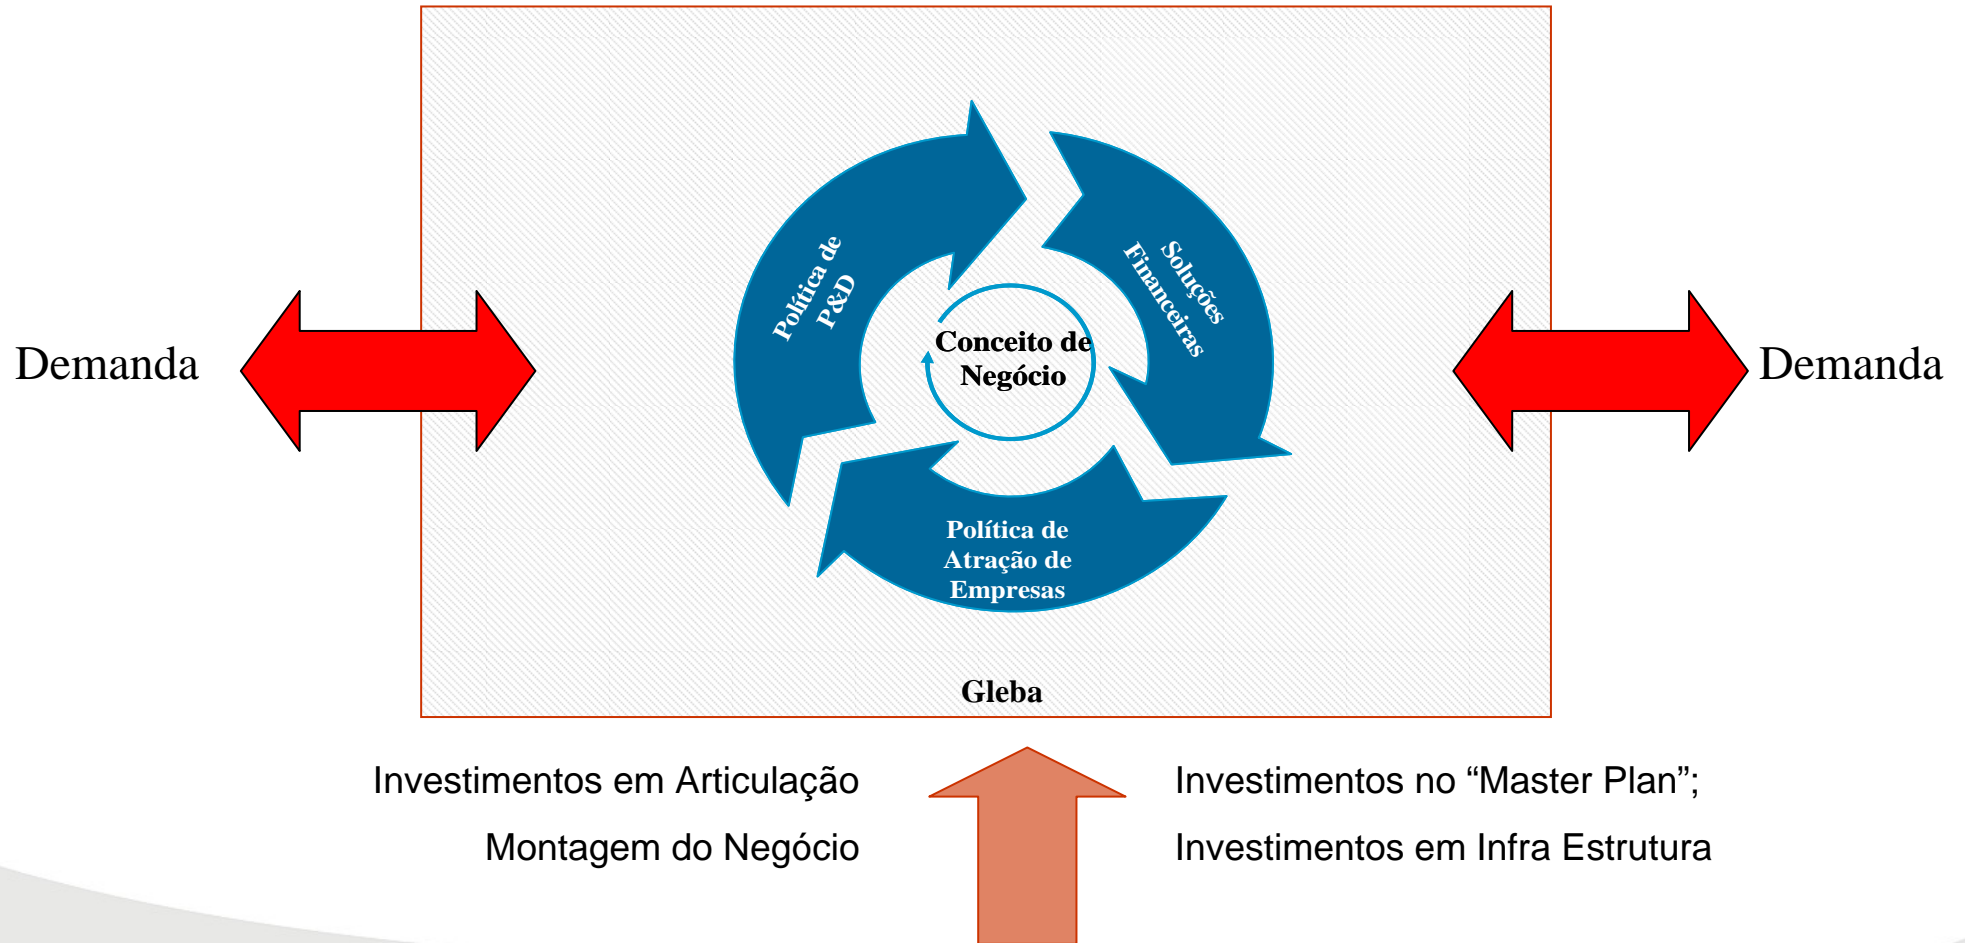 Política de
P&D
Soluções
Financeiras
Demanda
Conceito de
Negócio
Demanda
Política de
Atração de
Empresas
Gleba
Investimentos em Articulação
Montagem do Negócio
Investimentos no “Master Plan”;
Investimentos em Infra Estrutura